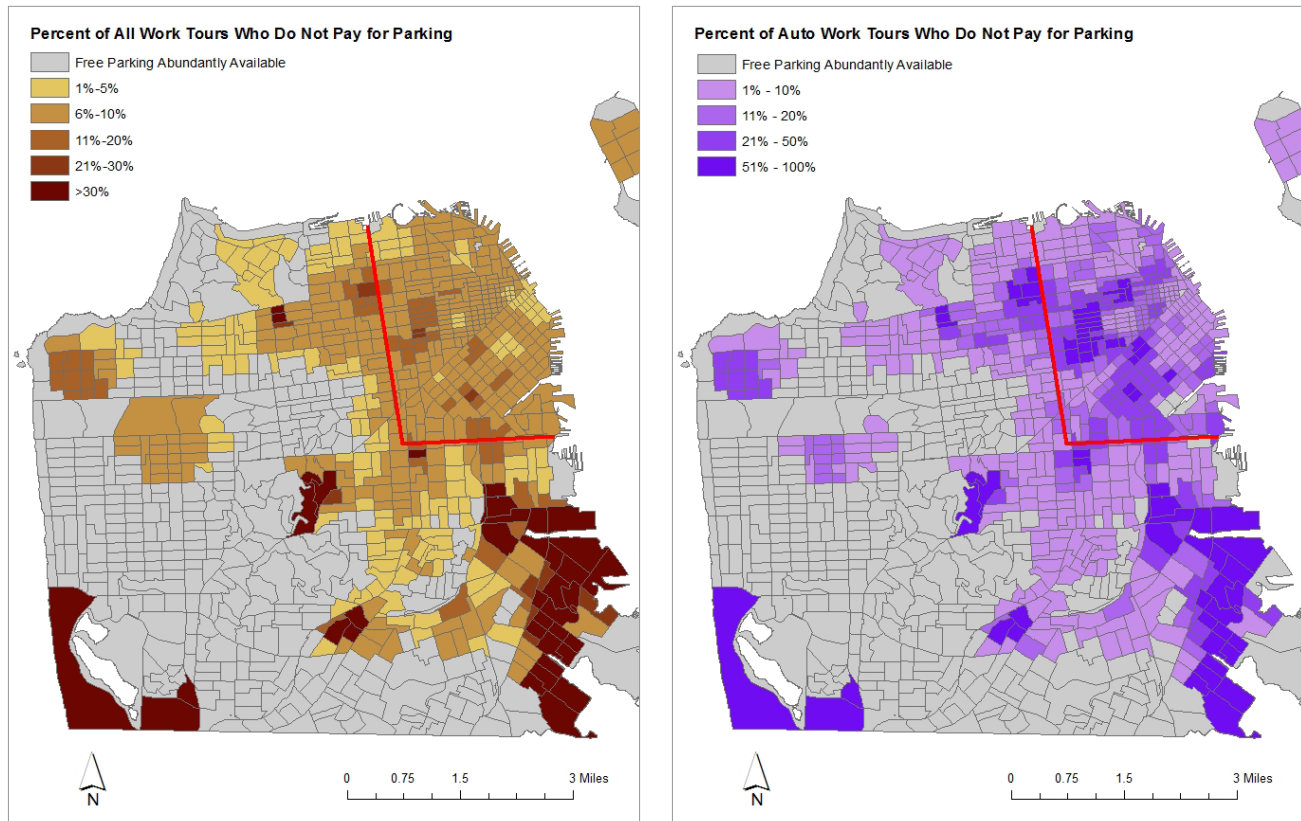 Percent of All Work Tours Who Do Not Pay for Parking
Free Parking Abundantly Available
1%-5%
6%-10%
11%-20%
21%-30%
>30%
N
0 0.75 1.5 3 Miles
Percent of Auto Work Tours Who Do Not Pay for Parking
Free Parking Abundantly Available
1% - 10%
11% - 20%
21% - 50%
51% - 100%
N
0 0.75 1.5 3 Miles